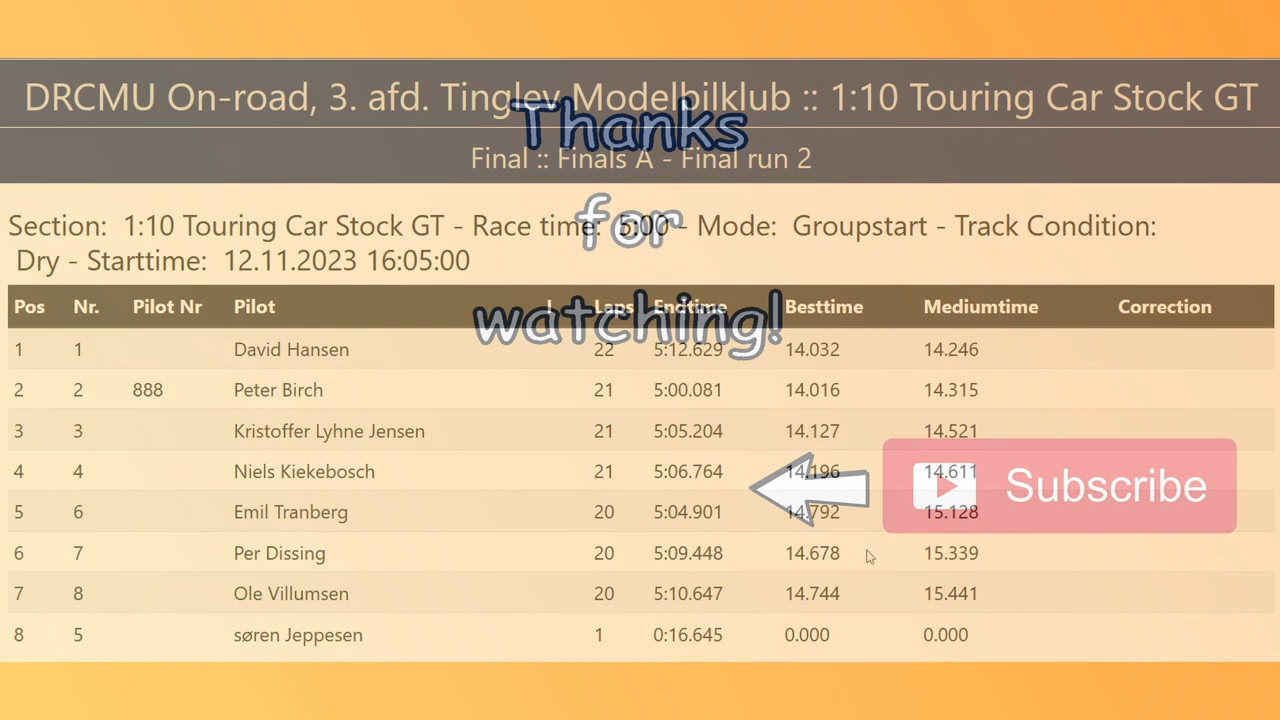 DRCMU On-road, 3. afd. Tinglev Modelbilklub :: 1:10 Touring Car Stock GT
Thanks
Final :: Finals A - Final run 2
for
Section: 1:10 Touring Car Stock GT - Race time: 5:00 - Mode: Groupstart - Track Condition:
Dry - Starttime: 12.11.2023 16:05:00
watching!
Pos Nr. Pilot Nr Pilot Laps Endtime Besttime Mediumtime Correction
1 1 David Hansen 22 5:12.629 14.032 14.246
2 2 888 Peter Birch 21 5:00.081 14.016 14.315
3 3 Kristoffer Lyhne Jensen 21 5:05.204 14.127 14.521
4 4 Niels Kiekebosch 21 5:06.764 14.196 14.611
Subscribe
5 6 Emil Tranberg 20 5:04.901 14.792 15.128
6 7 Per Dissing 20 5:09.448 14.678 15.339
7 8 Ole Villumsen 20 5:10.647 14.744 15.441
8 5 søren Jeppesen 1 0:16.645 0.000 0.000